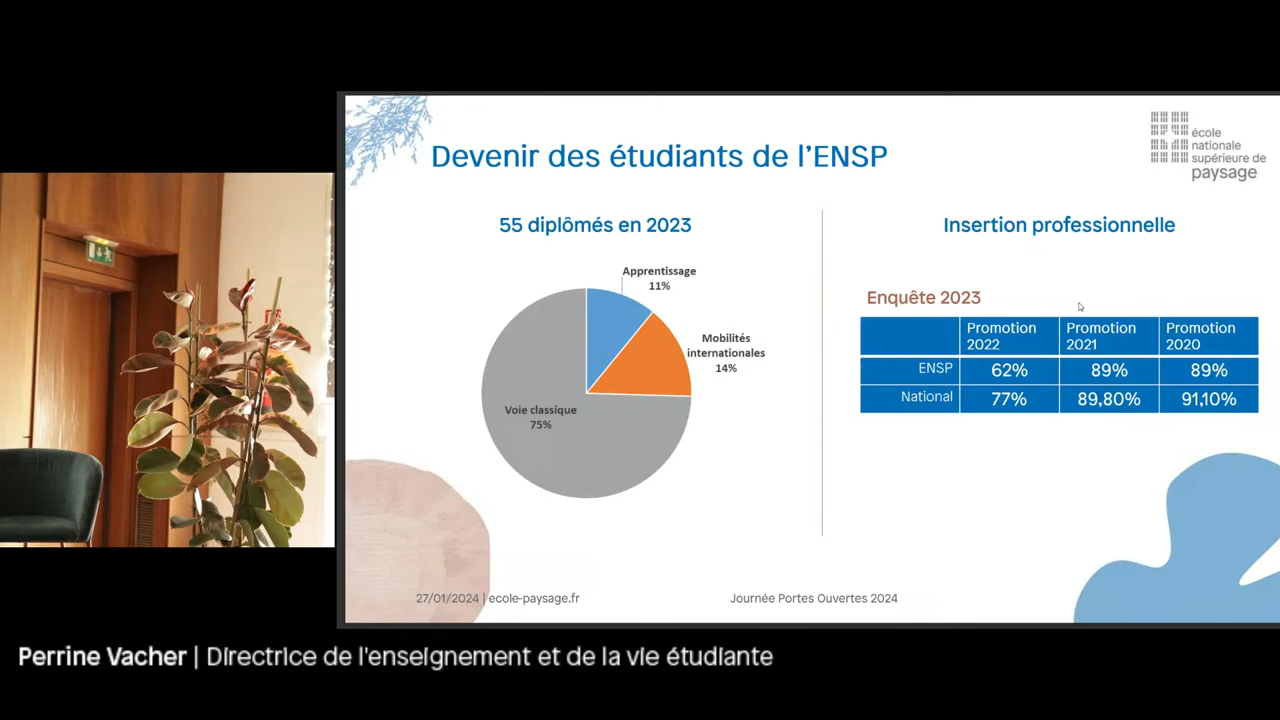 Devenir des étudiants de l'ENSP
école
nationale
supérieure de
paysage
55 diplômés en 2023
Apprentissage
11%
Mobilités
internationales
14%
Voie classique
75%
Insertion professionnelle
Enquête 2023
Promotion 2022 Promotion 2021 Promotion 2020
ENSP 62% 89% 89%
National 77% 89,80% 91,10%
27/01/2024 | ecole-paysage.fr
Journée Portes Ouvertes 2024
Perrine Vacher | Directrice de l'enseignement et de la vie étudiante